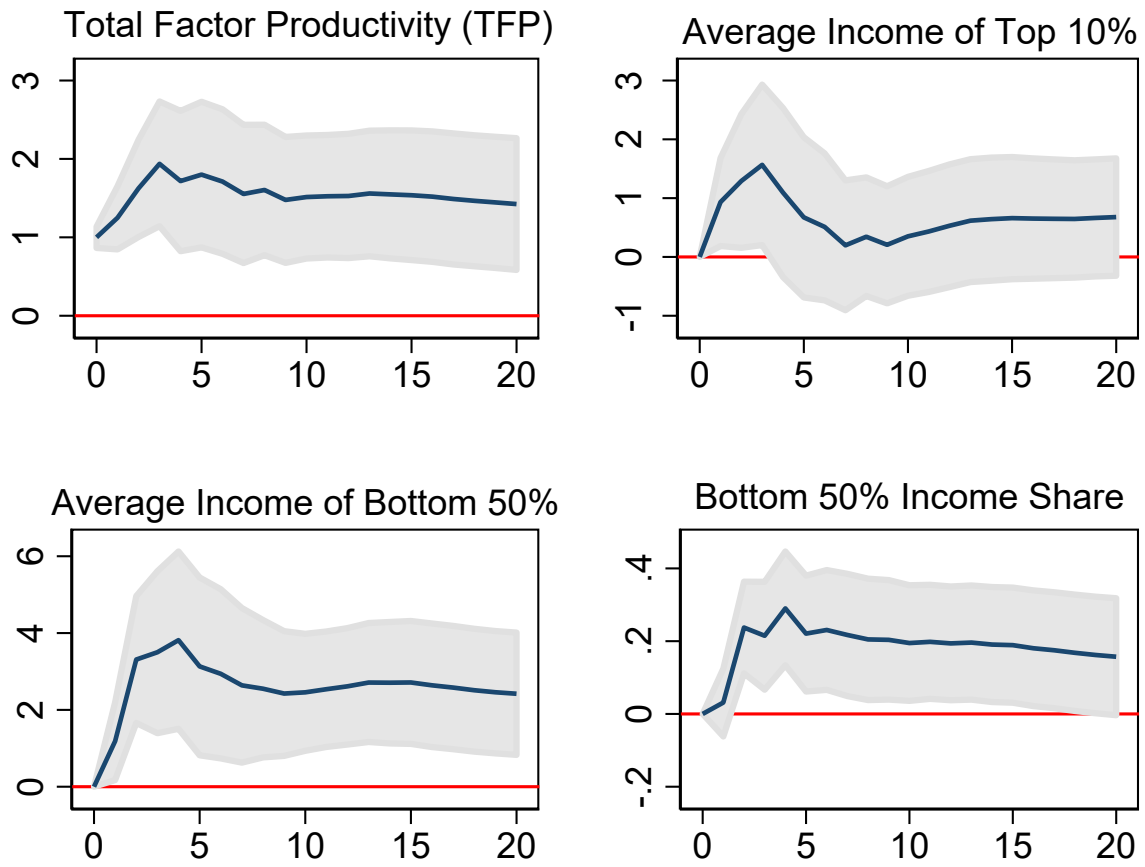 Total Factor Productivity (TFP)
3
2
1
0
0 5 10 15 20
Average Income of Top 10%
3
2
1
0
-1
0 5 10 15 20
Average Income of Bottom 50%
6
4
2
0
0 5 10 15 20
Bottom 50% Income Share
.4
.2
0
-.2
0 5 10 15 20